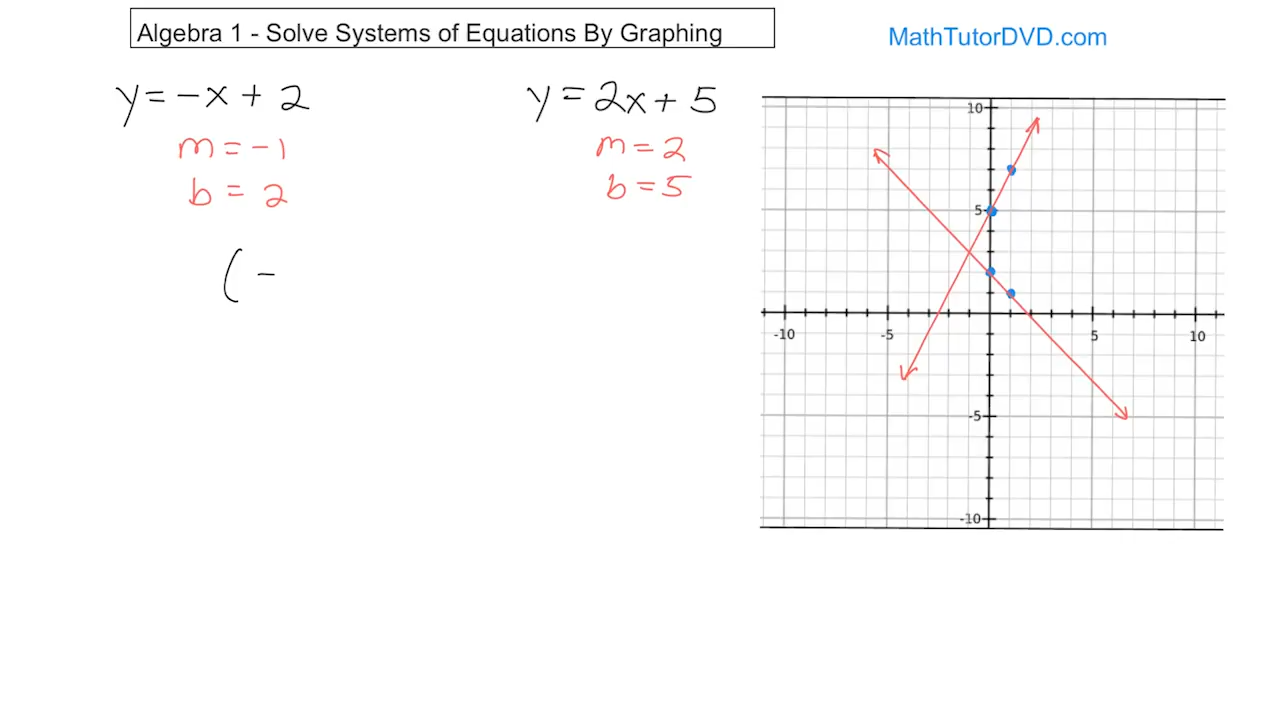 Algebra 1 - Solve Systems of Equations By Graphing
MathTutorDVD.com
y = -x + 2
m = -1
b = 2
( -
y = 2x + 5
m = 2
b = 5
10
5
-10 -5 5 10
-5
-10